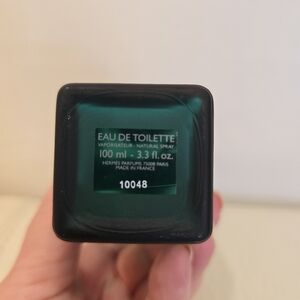 EAU DE TOILETTE
VAPORISATEUR · NATURAL SPRAY
100 ml - 3.3 fl. oz.
HERMES PARFUMS 75008 PARIS
MADE IN FRANCE
10048